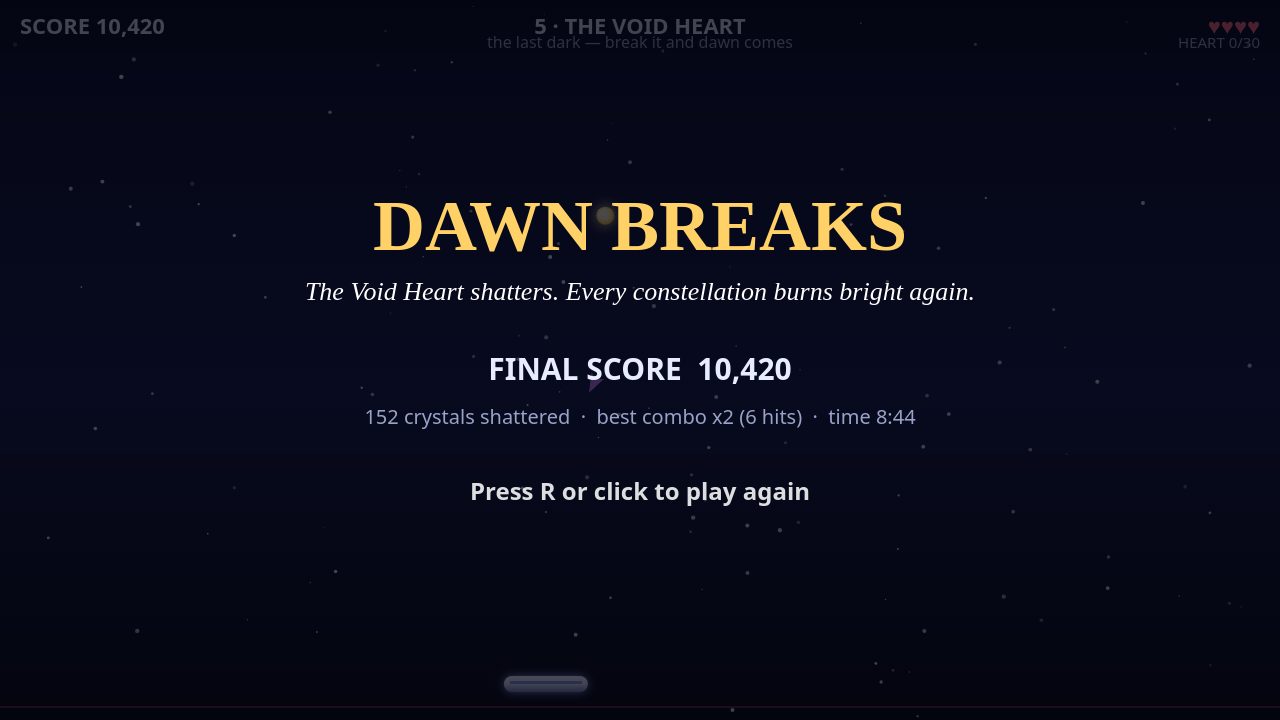 SCORE 10,420
5 · THE VOID HEART
♥♥♥♥
the last dark — break it and dawn comes
HEART 0/30
DAWN BREAKS
The Void Heart shatters. Every constellation burns bright again.
FINAL SCORE 10,420
152 crystals shattered · best combo x2 (6 hits) · time 8:44
Press R or click to play again